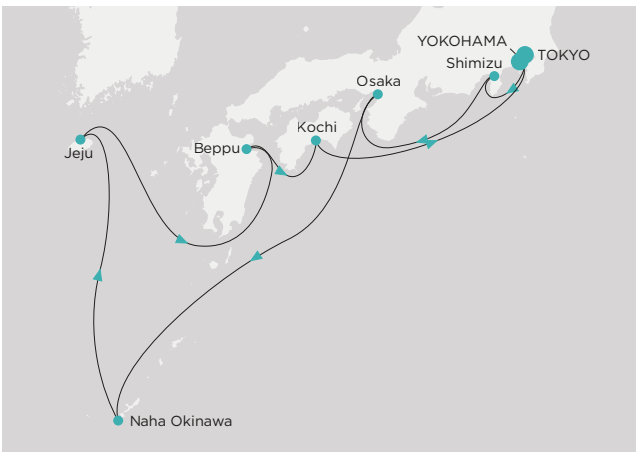 YOKOHAMA
TOKYO
Shimizu
Osaka
Kochi
Beppu
Jeju
Naha Okinawa